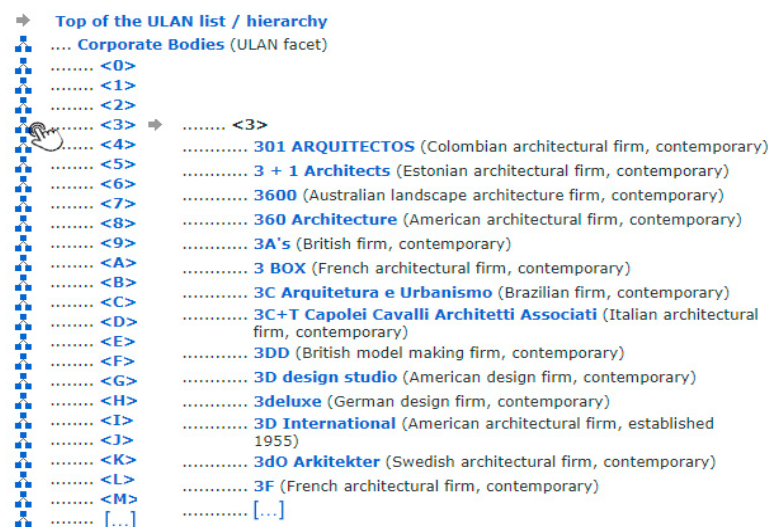 Top of the ULAN list / hierarchy
.... Corporate Bodies (ULAN facet)
........ <0>
........ <1>
........ <2>
........ <3>
........ <4>
........ <5>
........ <6>
........ <7>
........ <8>
........ <9>
........ <A>
........ <B>
........ <C>
........ <D>
........ <E>
........ <F>
........ <G>
........ <H>
........ <I>
........ <J>
........ <K>
........ <L>
........ <M>
........ [...]
........ <3>
............ 301 ARQUITECTOS (Colombian architectural firm, contemporary)
............ 3 + 1 Architects (Estonian architectural firm, contemporary)
............ 3600 (Australian landscape architecture firm, contemporary)
............ 360 Architecture (American architectural firm, contemporary)
............ 3A's (British firm, contemporary)
............ 3 BOX (French architectural firm, contemporary)
............ 3C Arquitetura e Urbanismo (Brazilian firm, contemporary)
............ 3C+T Capolei Cavalli Architetti Associati (Italian architectural
firm, contemporary)
............ 3DD (British model making firm, contemporary)
............ 3D design studio (American design firm, contemporary)
............ 3deluxe (German design firm, contemporary)
............ 3D International (American architectural firm, established
1955)
............ 3dO Arkitekter (Swedish architectural firm, contemporary)
............ 3F (French architectural firm, contemporary)
............ [...]